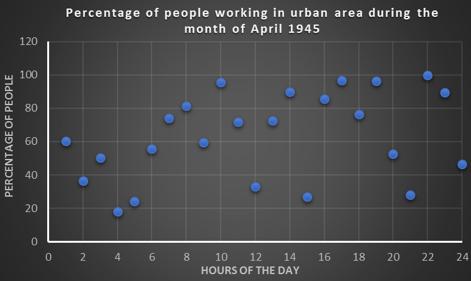 Percentage of people working in urban area during the
month of April 1945
120
100
80
60
40
20
0
PERCENTAGE OF PEOPLE
0 2 4 6 8 10 12 14 16 18 20 22 24
HOURS OF THE DAY